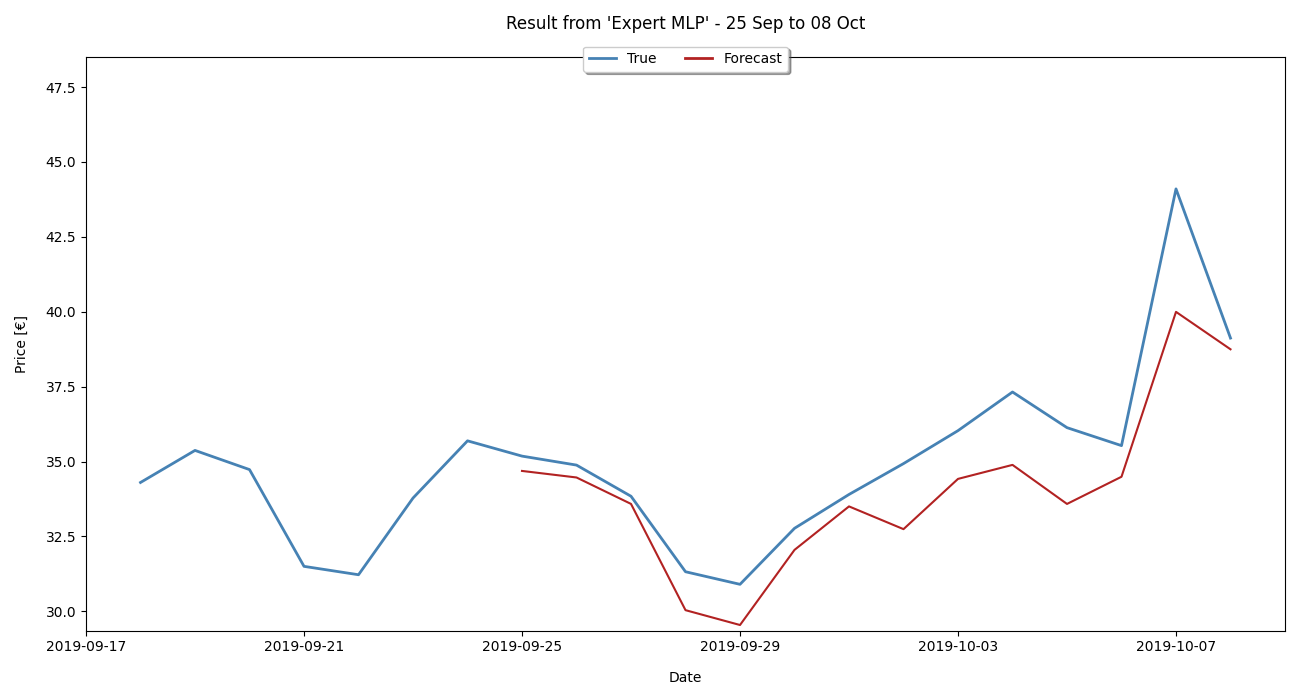 Result from 'Expert MLP' - 25 Sep to 08 Oct
True Forecast
47.5
45.0
42.5
40.0
37.5
35.0
32.5
30.0
Price [€]
2019-09-17 2019-09-21 2019-09-25 2019-09-29 2019-10-03 2019-10-07
Date